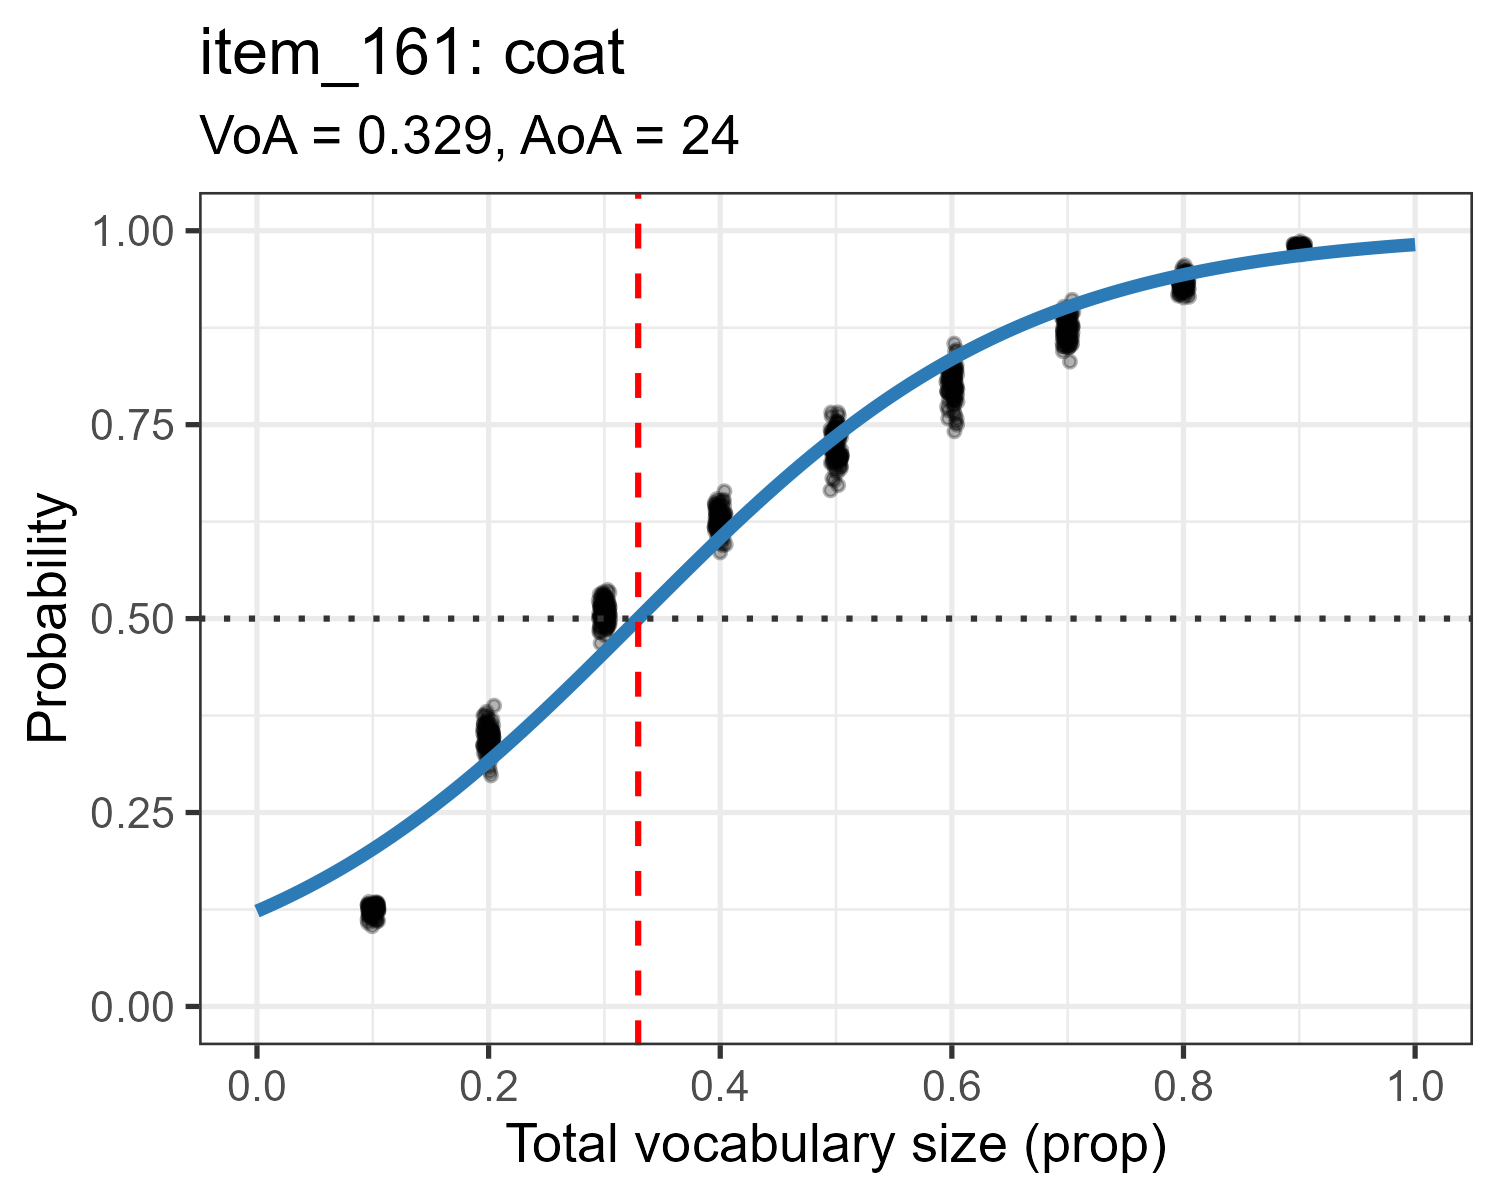 item_161: coat
VoA = 0.329, AoA = 24
1.00
0.75
0.50
0.25
0.00
Probability
0.0 0.2 0.4 0.6 0.8 1.0
Total vocabulary size (prop)